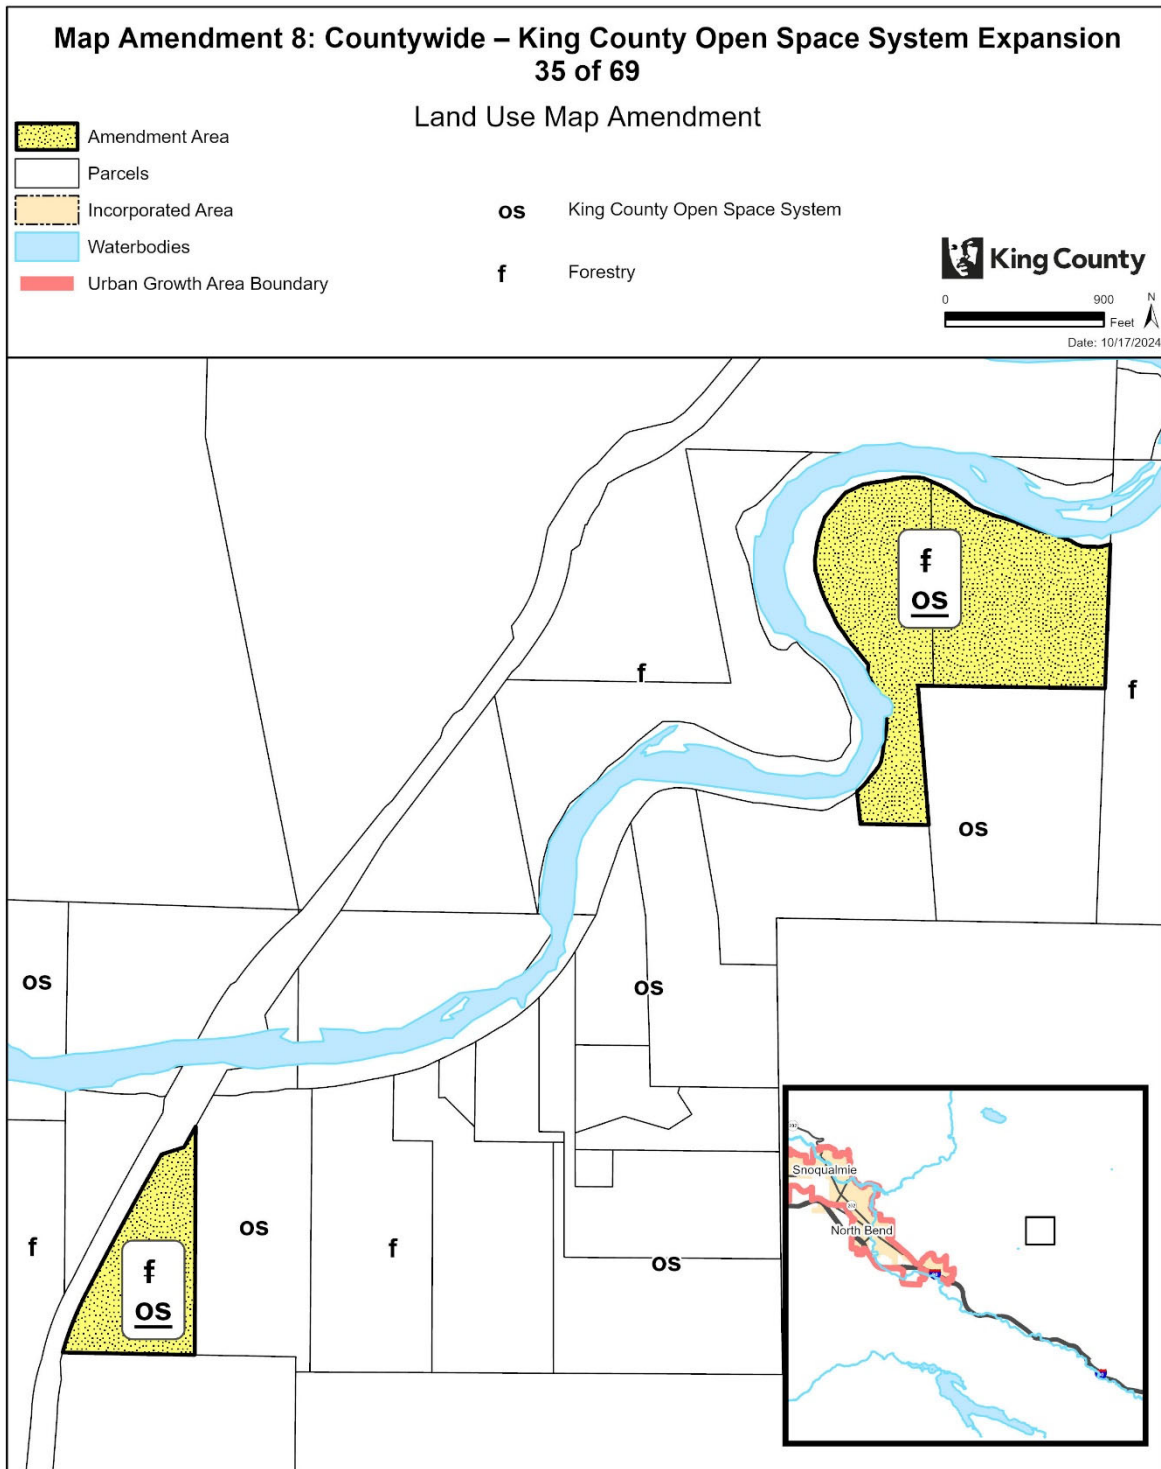 Map Amendment 8: Countywide – King County Open Space System Expansion
35 of 69
Land Use Map Amendment
Amendment Area
Parcels
Incorporated Area
Waterbodies
Urban Growth Area Boundary
os King County Open Space System
f Forestry
King County
0 900
Feet
N
Date: 10/17/2024
f
os
f
f
os
os
os
f
os
f
os
f
os
Snoqualmie
North Bend
202